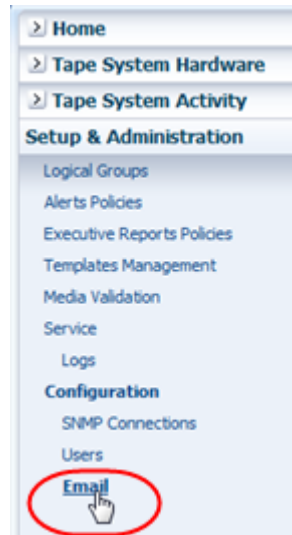 Home
Tape System Hardware
Tape System Activity
Setup & Administration
Logical Groups
Alerts Policies
Executive Reports Policies
Templates Management
Media Validation
Service
Logs
Configuration
SNMP Connections
Users
Email